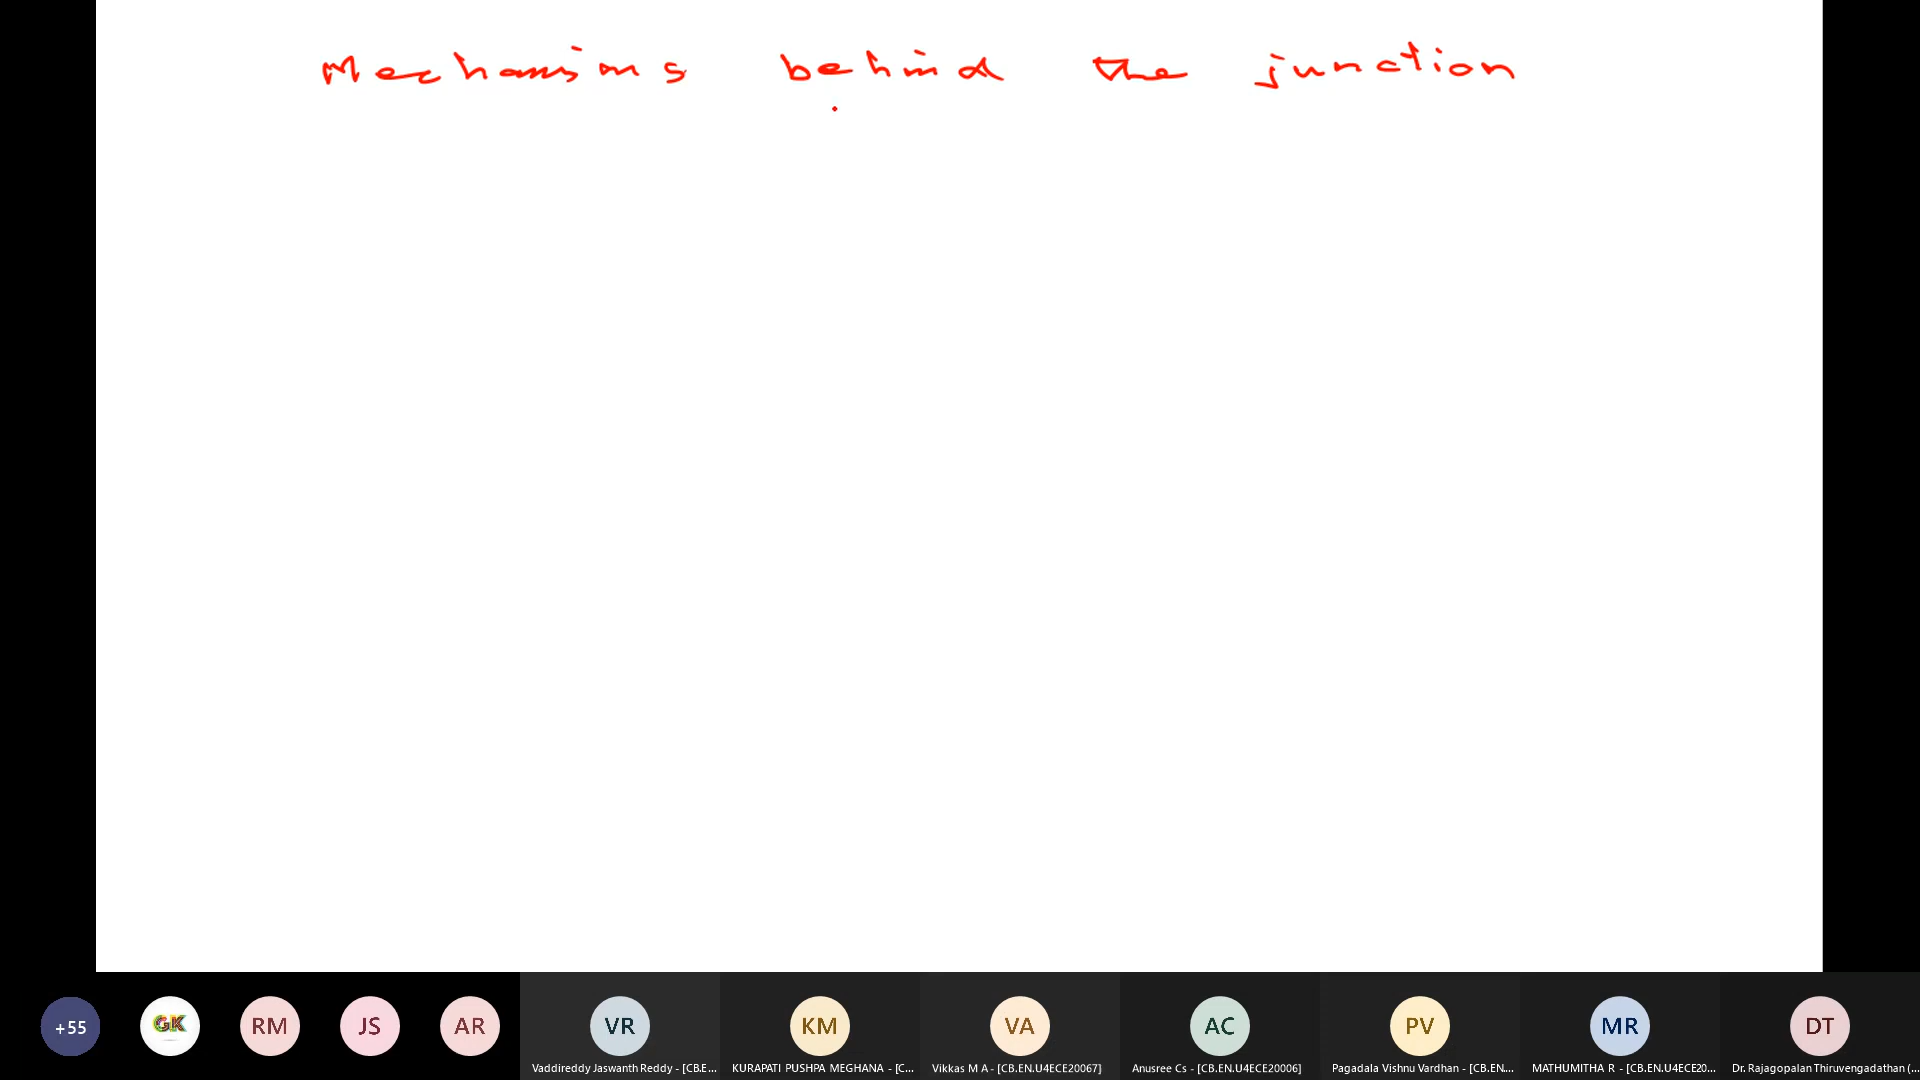 Mechanisms behind the junction
+55
GK
RM
JS
AR
VR
KM
VA
AC
PV
MR
DT
Vaddireddy Jaswanth Reddy - [CB.E...
KURAPATI PUSHPA MEGHANA - [C...
Vikkas M A - [CB.EN.U4ECE20067]
Anusree Cs - [CB.EN.U4ECE20006]
Pagadala Vishnu Vardhan - [CB.EN....
MATHUMITHA R - [CB.EN.U4ECE20...
Dr. Rajagopalan Thiruvengadathan (...